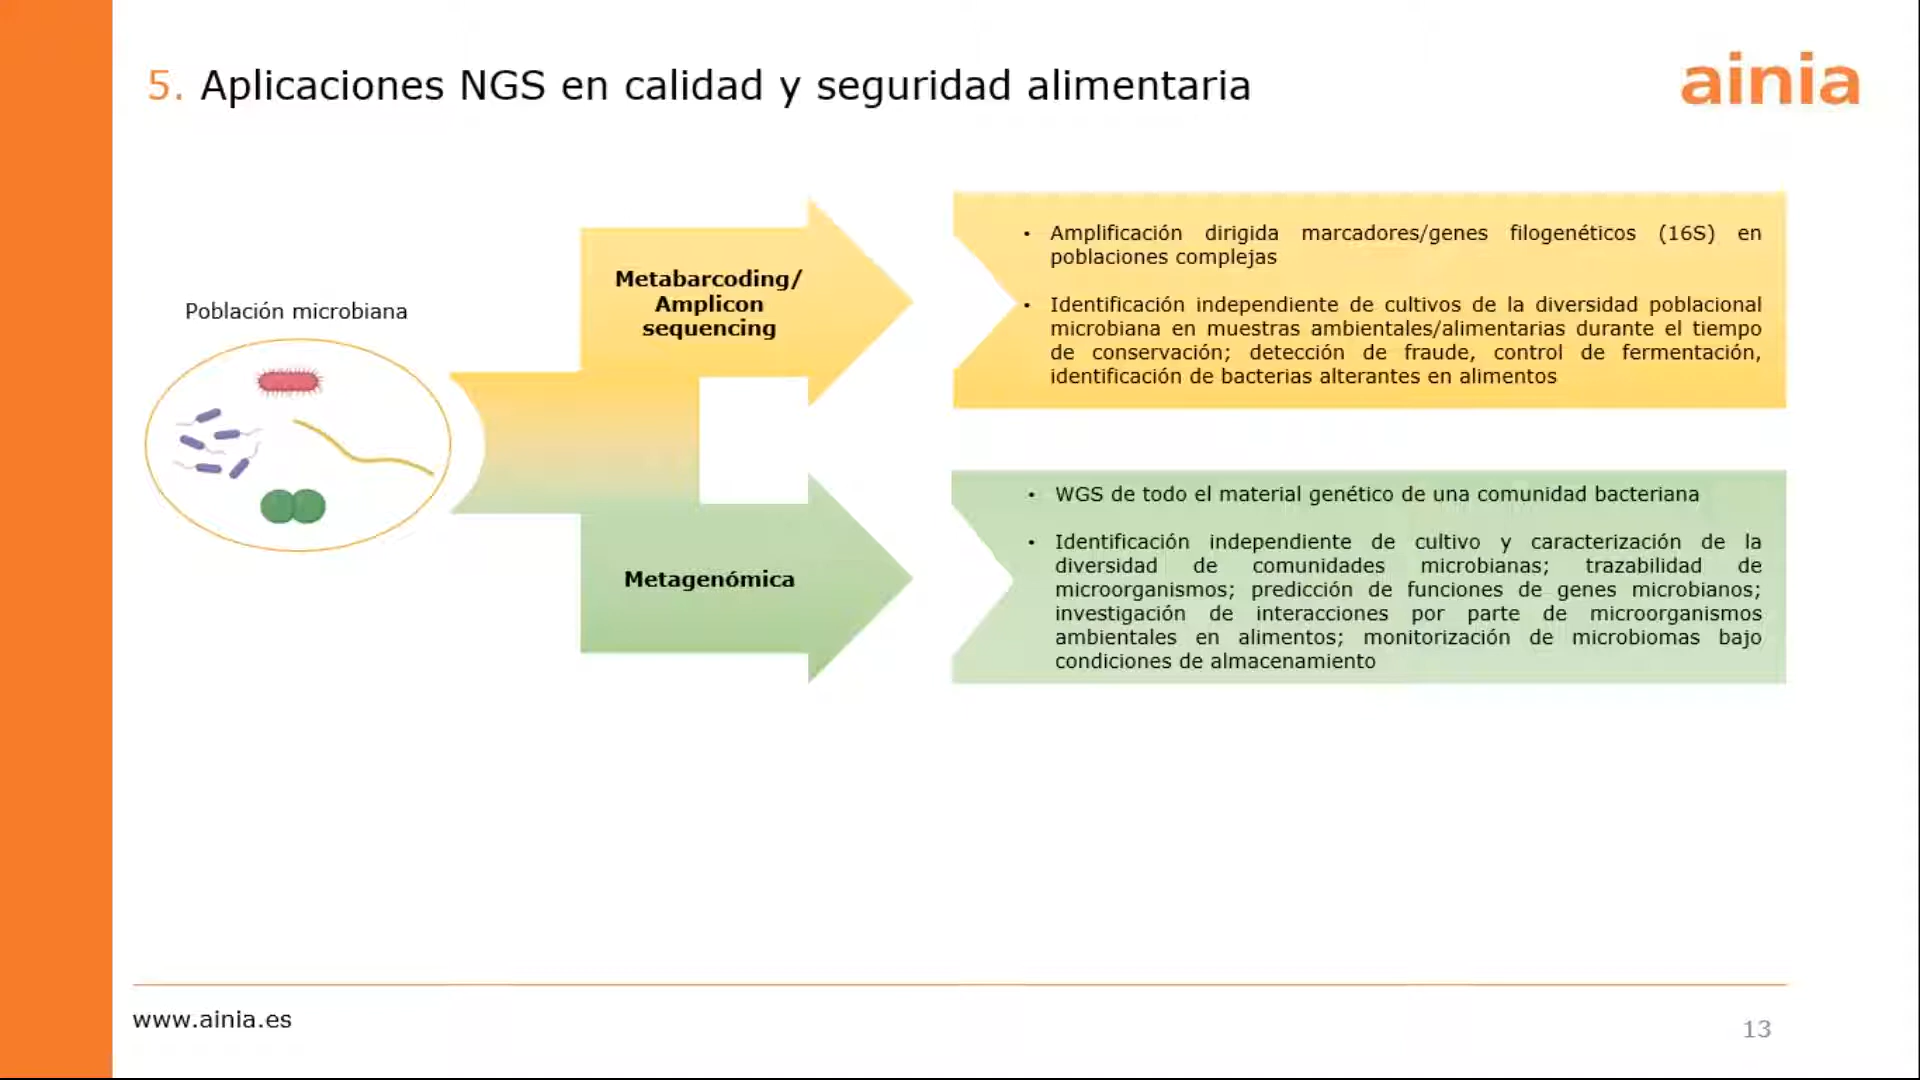 5. Aplicaciones NGS en calidad y seguridad alimentaria
ainia
Población microbiana
Metabarcoding/
Amplicon
sequencing
• Amplificación dirigida marcadores/genes filogenéticos (16S) en
poblaciones complejas
• Identificación independiente de cultivos de la diversidad poblacional
microbiana en muestras ambientales/alimentarias durante el tiempo
de conservación; detección de fraude, control de fermentación,
identificación de bacterias alterantes en alimentos
Metagenómica
• WGS de todo el material genético de una comunidad bacteriana
• Identificación independiente de cultivo y caracterización de la
diversidad de comunidades microbianas; trazabilidad de
microorganismos; predicción de funciones de genes microbianos;
investigación de interacciones por parte de microorganismos
ambientales en alimentos; monitorización de microbiomas bajo
condiciones de almacenamiento
www.ainia.es
13